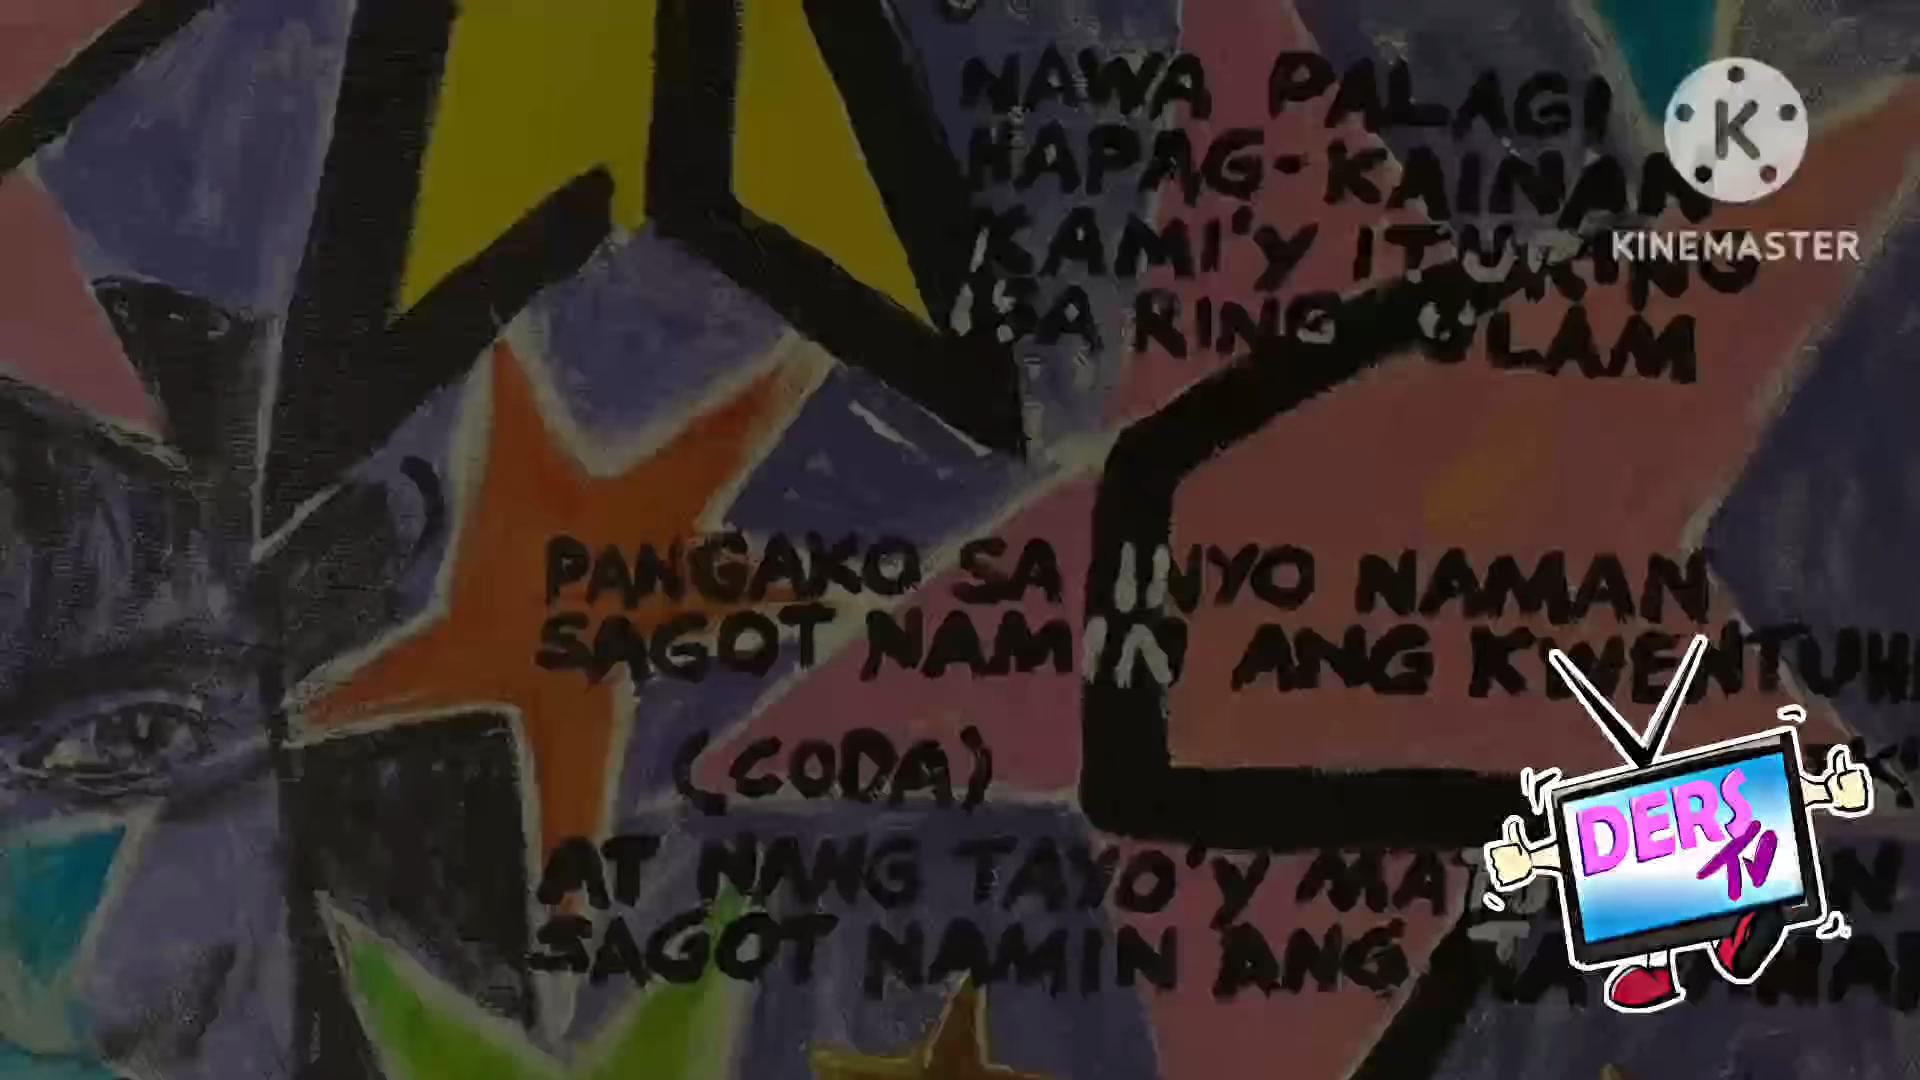 NAWA PALAGI
HAPAG-KAINAN
KAMI'Y ITURING
ISA RING ULAM
PANGAKO SA INYO NAMAN
SAGOT NAMIN ANG
(CODA)
AT NANG TAYO'Y
SAGOT NAMIN ANG
K
KINEMASTER
DERS
TV